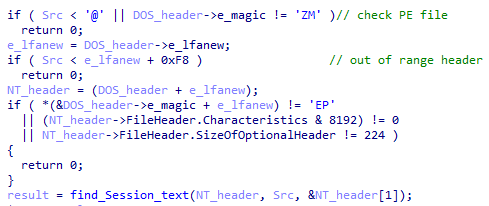 if ( Src < '@' || DOS_header->e_magic != 'ZM' )// check PE file
return 0;
e_lfanew = DOS_header->e_lfanew;
if ( Src < e_lfanew + 0xF8 ) // out of range header
return 0;
NT_header = (DOS_header + e_lfanew);
if ( *(&DOS_header->e_magic + e_lfanew) != 'EP'
|| (NT_header->FileHeader.Characteristics & 8192) != 0
|| NT_header->FileHeader.SizeOfOptionalHeader != 224 )
{
return 0;
}
result = find_Session_text(NT_header, Src, &NT_header[1]);